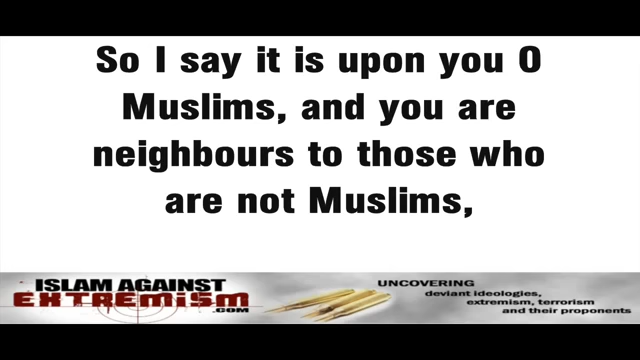 So I say it is upon you O
Muslims, and you are
neighbours to those who
are not Muslims,
ISLAM AGAINST
EXTREMISM
.COM
UNCOVERING
deviant ideologies,
extremism, terrorism
and their proponents